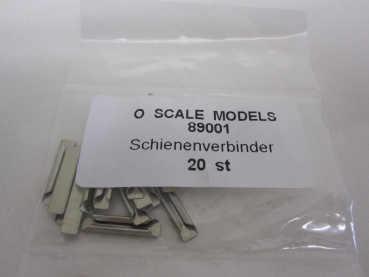 O SCALE MODELS
89001
Schienenverbinder
20 st